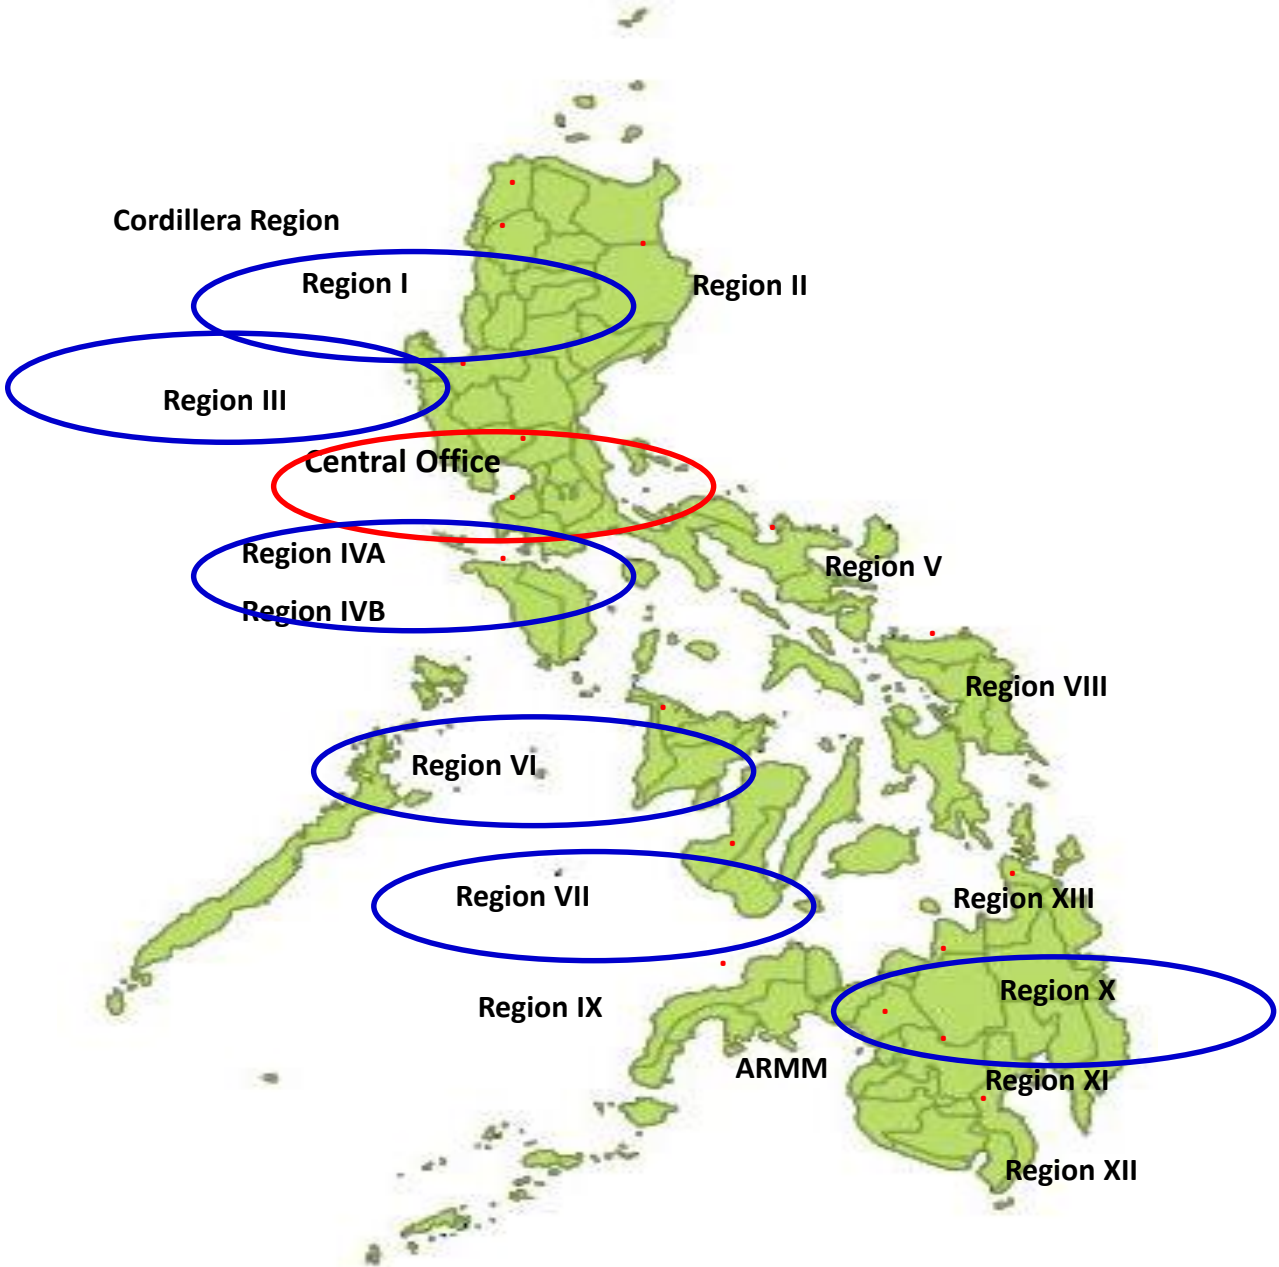 Cordillera Region
Region I
Region II
Region III
Central Office
Region IVA
Region V
Region IVB
Region VIII
Region VI
Region VII
Region XIII
Region X
Region IX
ARMM
Region XI
Region XII